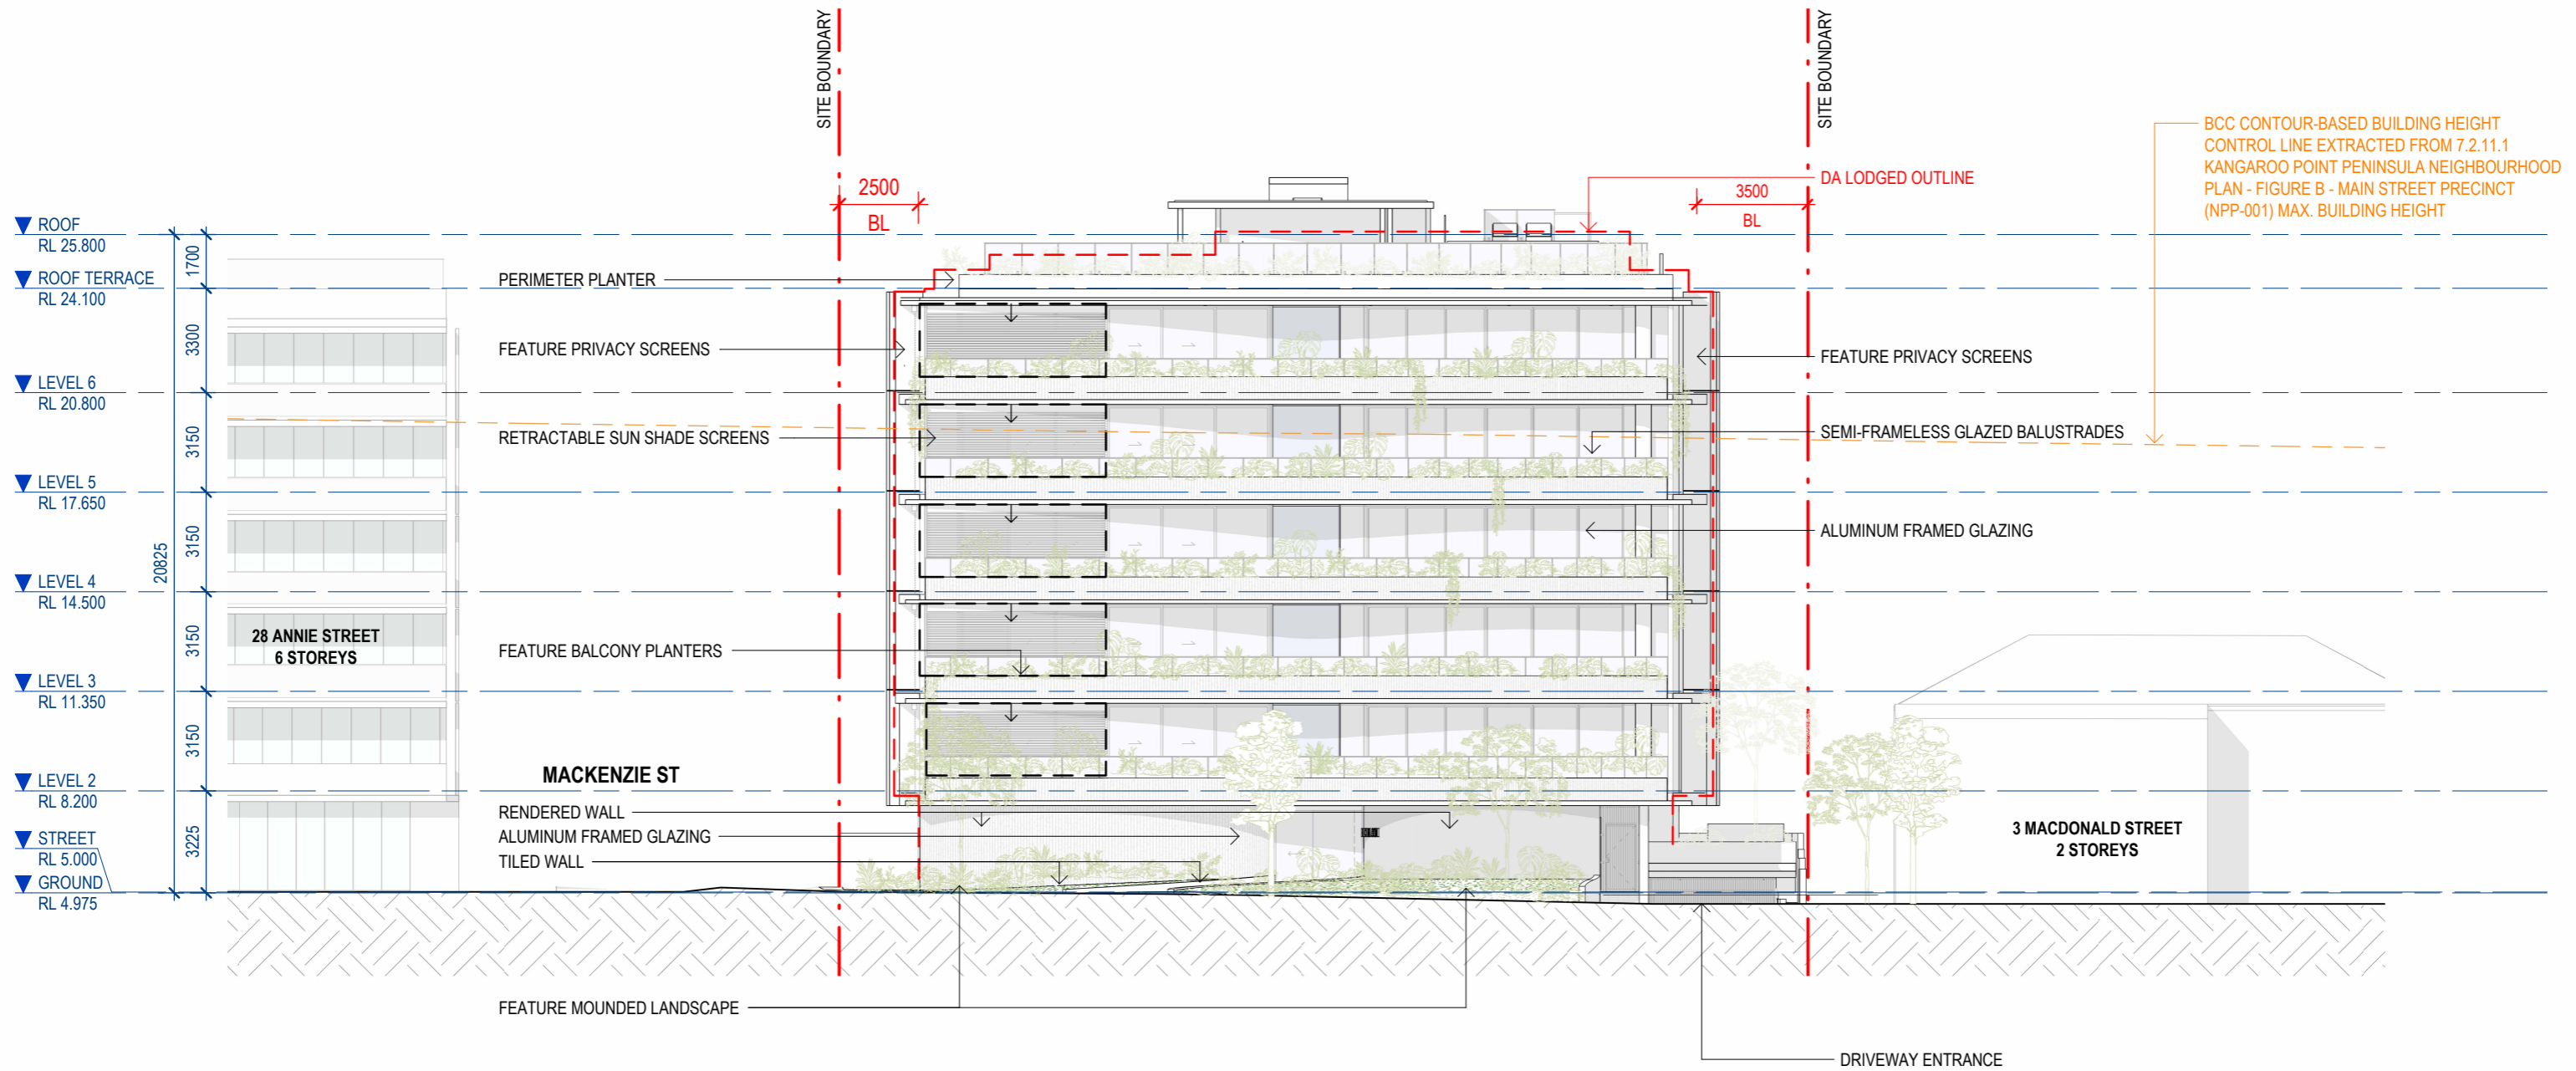 SITE BOUNDARY
SITE BOUNDARY
BCC CONTOUR-BASED BUILDING HEIGHT
CONTROL LINE EXTRACTED FROM 7.2.11.1
KANGAROO POINT PENINSULA NEIGHBOURHOOD
PLAN - FIGURE B - MAIN STREET PRECINCT
(NPP-001) MAX. BUILDING HEIGHT
2500
BL
DA LODGED OUTLINE
3500
BL
ROOF
RL 25.800
1700
ROOF TERRACE
RL 24.100
3300
LEVEL 6
RL 20.800
3150
LEVEL 5
RL 17.650
3150
20825
LEVEL 4
RL 14.500
3150
LEVEL 3
RL 11.350
3150
LEVEL 2
RL 8.200
3225
STREET
RL 5.000
GROUND
RL 4.975
28 ANNIE STREET
6 STOREYS
PERIMETER PLANTER
FEATURE PRIVACY SCREENS
RETRACTABLE SUN SHADE SCREENS
FEATURE BALCONY PLANTERS
MACKENZIE ST
RENDERED WALL
ALUMINUM FRAMED GLAZING
TILED WALL
FEATURE MOUNDED LANDSCAPE
FEATURE PRIVACY SCREENS
SEMI-FRAMELESS GLAZED BALUSTRADES
ALUMINUM FRAMED GLAZING
3 MACDONALD STREET
2 STOREYS
DRIVEWAY ENTRANCE